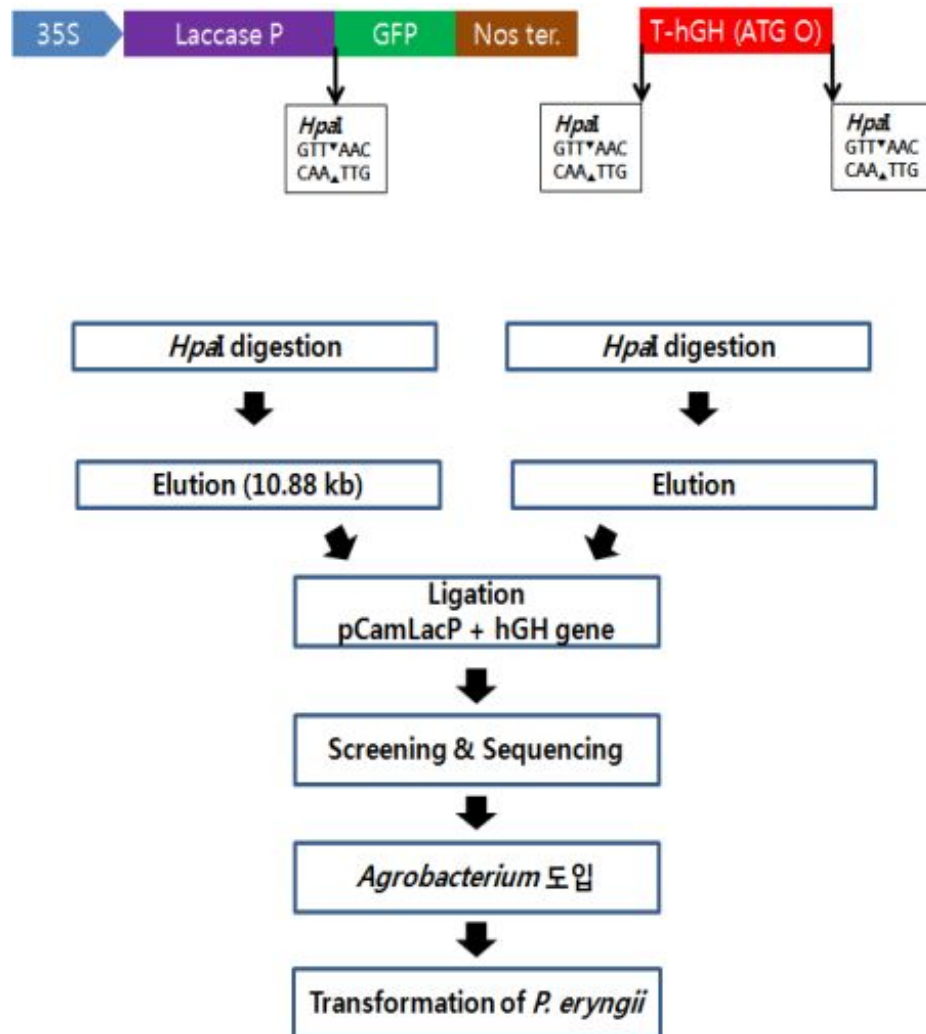 35S Laccase P GFP Nos ter. T-hGH (ATG O)
HpaI
GTT▼AAC
CAA▲TTG
HpaI
GTT▼AAC
CAA▲TTG
HpaI
GTT▼AAC
CAA▲TTG
HpaI digestion
HpaI digestion
Elution (10.88 kb)
Elution
Ligation
pCamLacP + hGH gene
Screening & Sequencing
Agrobacterium 도입
Transformation of P. eryngii